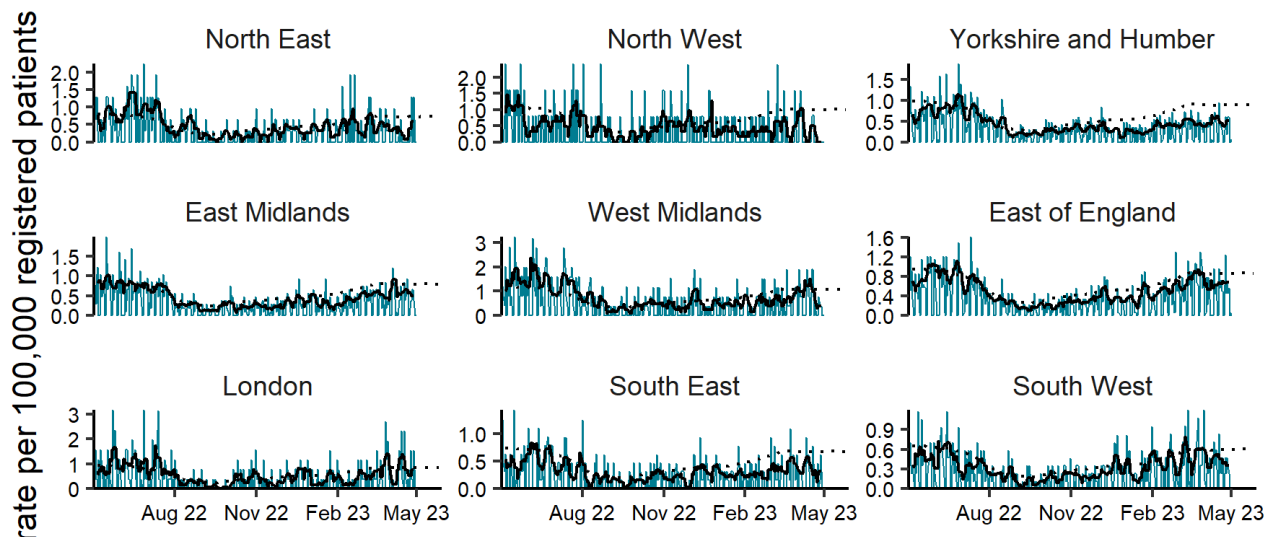 rate per 100,000 registered patients
North East
North West
Yorkshire and Humber
2.0
1.5
1.0
0.5
0.0
2.0
1.5
1.0
0.5
0.0
1.5
1.0
0.5
0.0
East Midlands
West Midlands
East of England
1.5
1.0
0.5
0.0
3
2
1
0
1.6
1.2
0.8
0.4
0.0
London
South East
South West
3
2
1
0
1.0
0.5
0.0
0.9
0.6
0.3
0.0
Aug 22 Nov 22 Feb 23 May 23
Aug 22 Nov 22 Feb 23 May 23
Aug 22 Nov 22 Feb 23 May 23